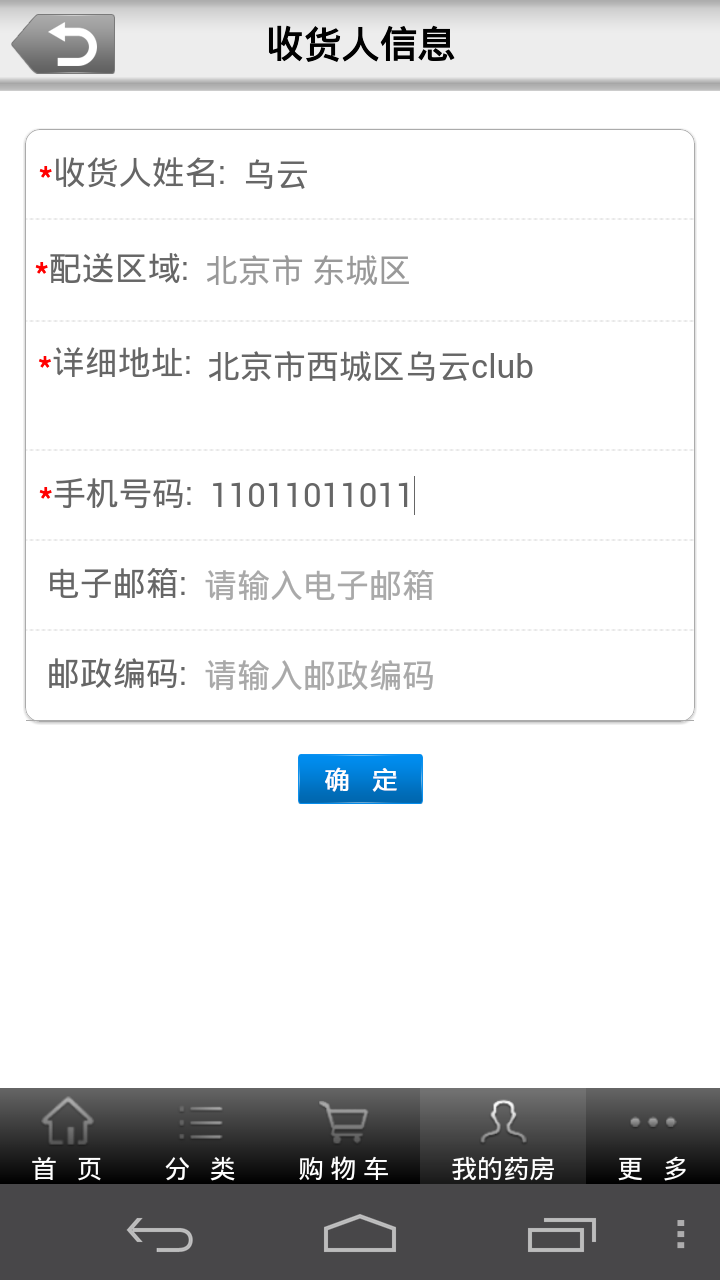 收货人信息
*收货人姓名: 乌云
*配送区域: 北京市 东城区
*详细地址: 北京市西城区乌云club
*手机号码: 11011011011
电子邮箱: 请输入电子邮箱
邮政编码: 请输入邮政编码
确 定
首 页 分 类 购物车 我的药房 更 多